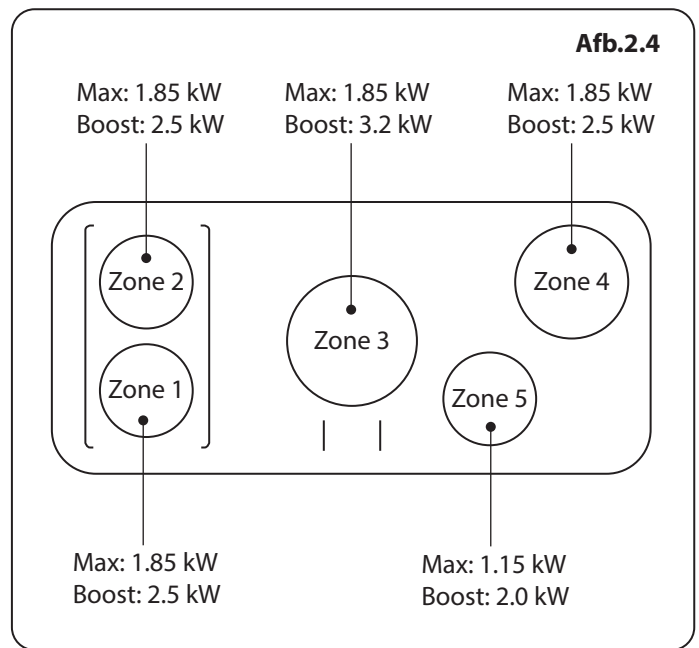 Afb.2.4
Max: 1.85 kW
Boost: 2.5 kW
Max: 1.85 kW
Boost: 3.2 kW
Max: 1.85 kW
Boost: 2.5 kW
Zone 2
Zone 4
Zone 3
Zone 1
Zone 5
Max: 1.85 kW
Boost: 2.5 kW
Max: 1.15 kW
Boost: 2.0 kW